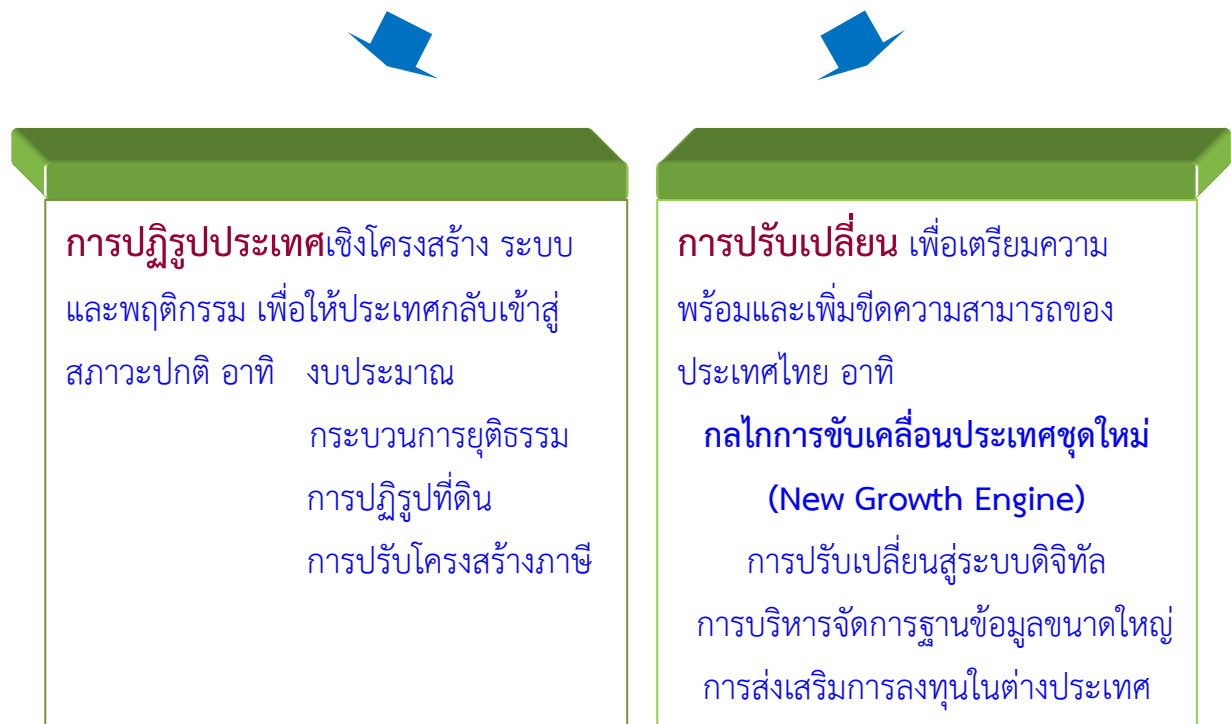 การปฏิรูปประเทศเชิงโครงสร้าง ระบบ
และพฤติกรรม เพื่อให้ประเทศกลับเข้าสู่
สภาวะปกติ อาทิ งบประมาณ
กระบวนการยุติธรรม
การปฏิรูปที่ดิน
การปรับโครงสร้างภาษี
การปรับเปลี่ยน เพื่อเตรียมความ
พร้อมและเพิ่มขีดความสามารถของ
ประเทศไทย อาทิ
กลไกการขับเคลื่อนประเทศชุดใหม่
(New Growth Engine)
การปรับเปลี่ยนสู่ระบบดิจิทัล
การบริหารจัดการฐานข้อมูลขนาดใหญ่
การส่งเสริมการลงทุนในต่างประเทศ